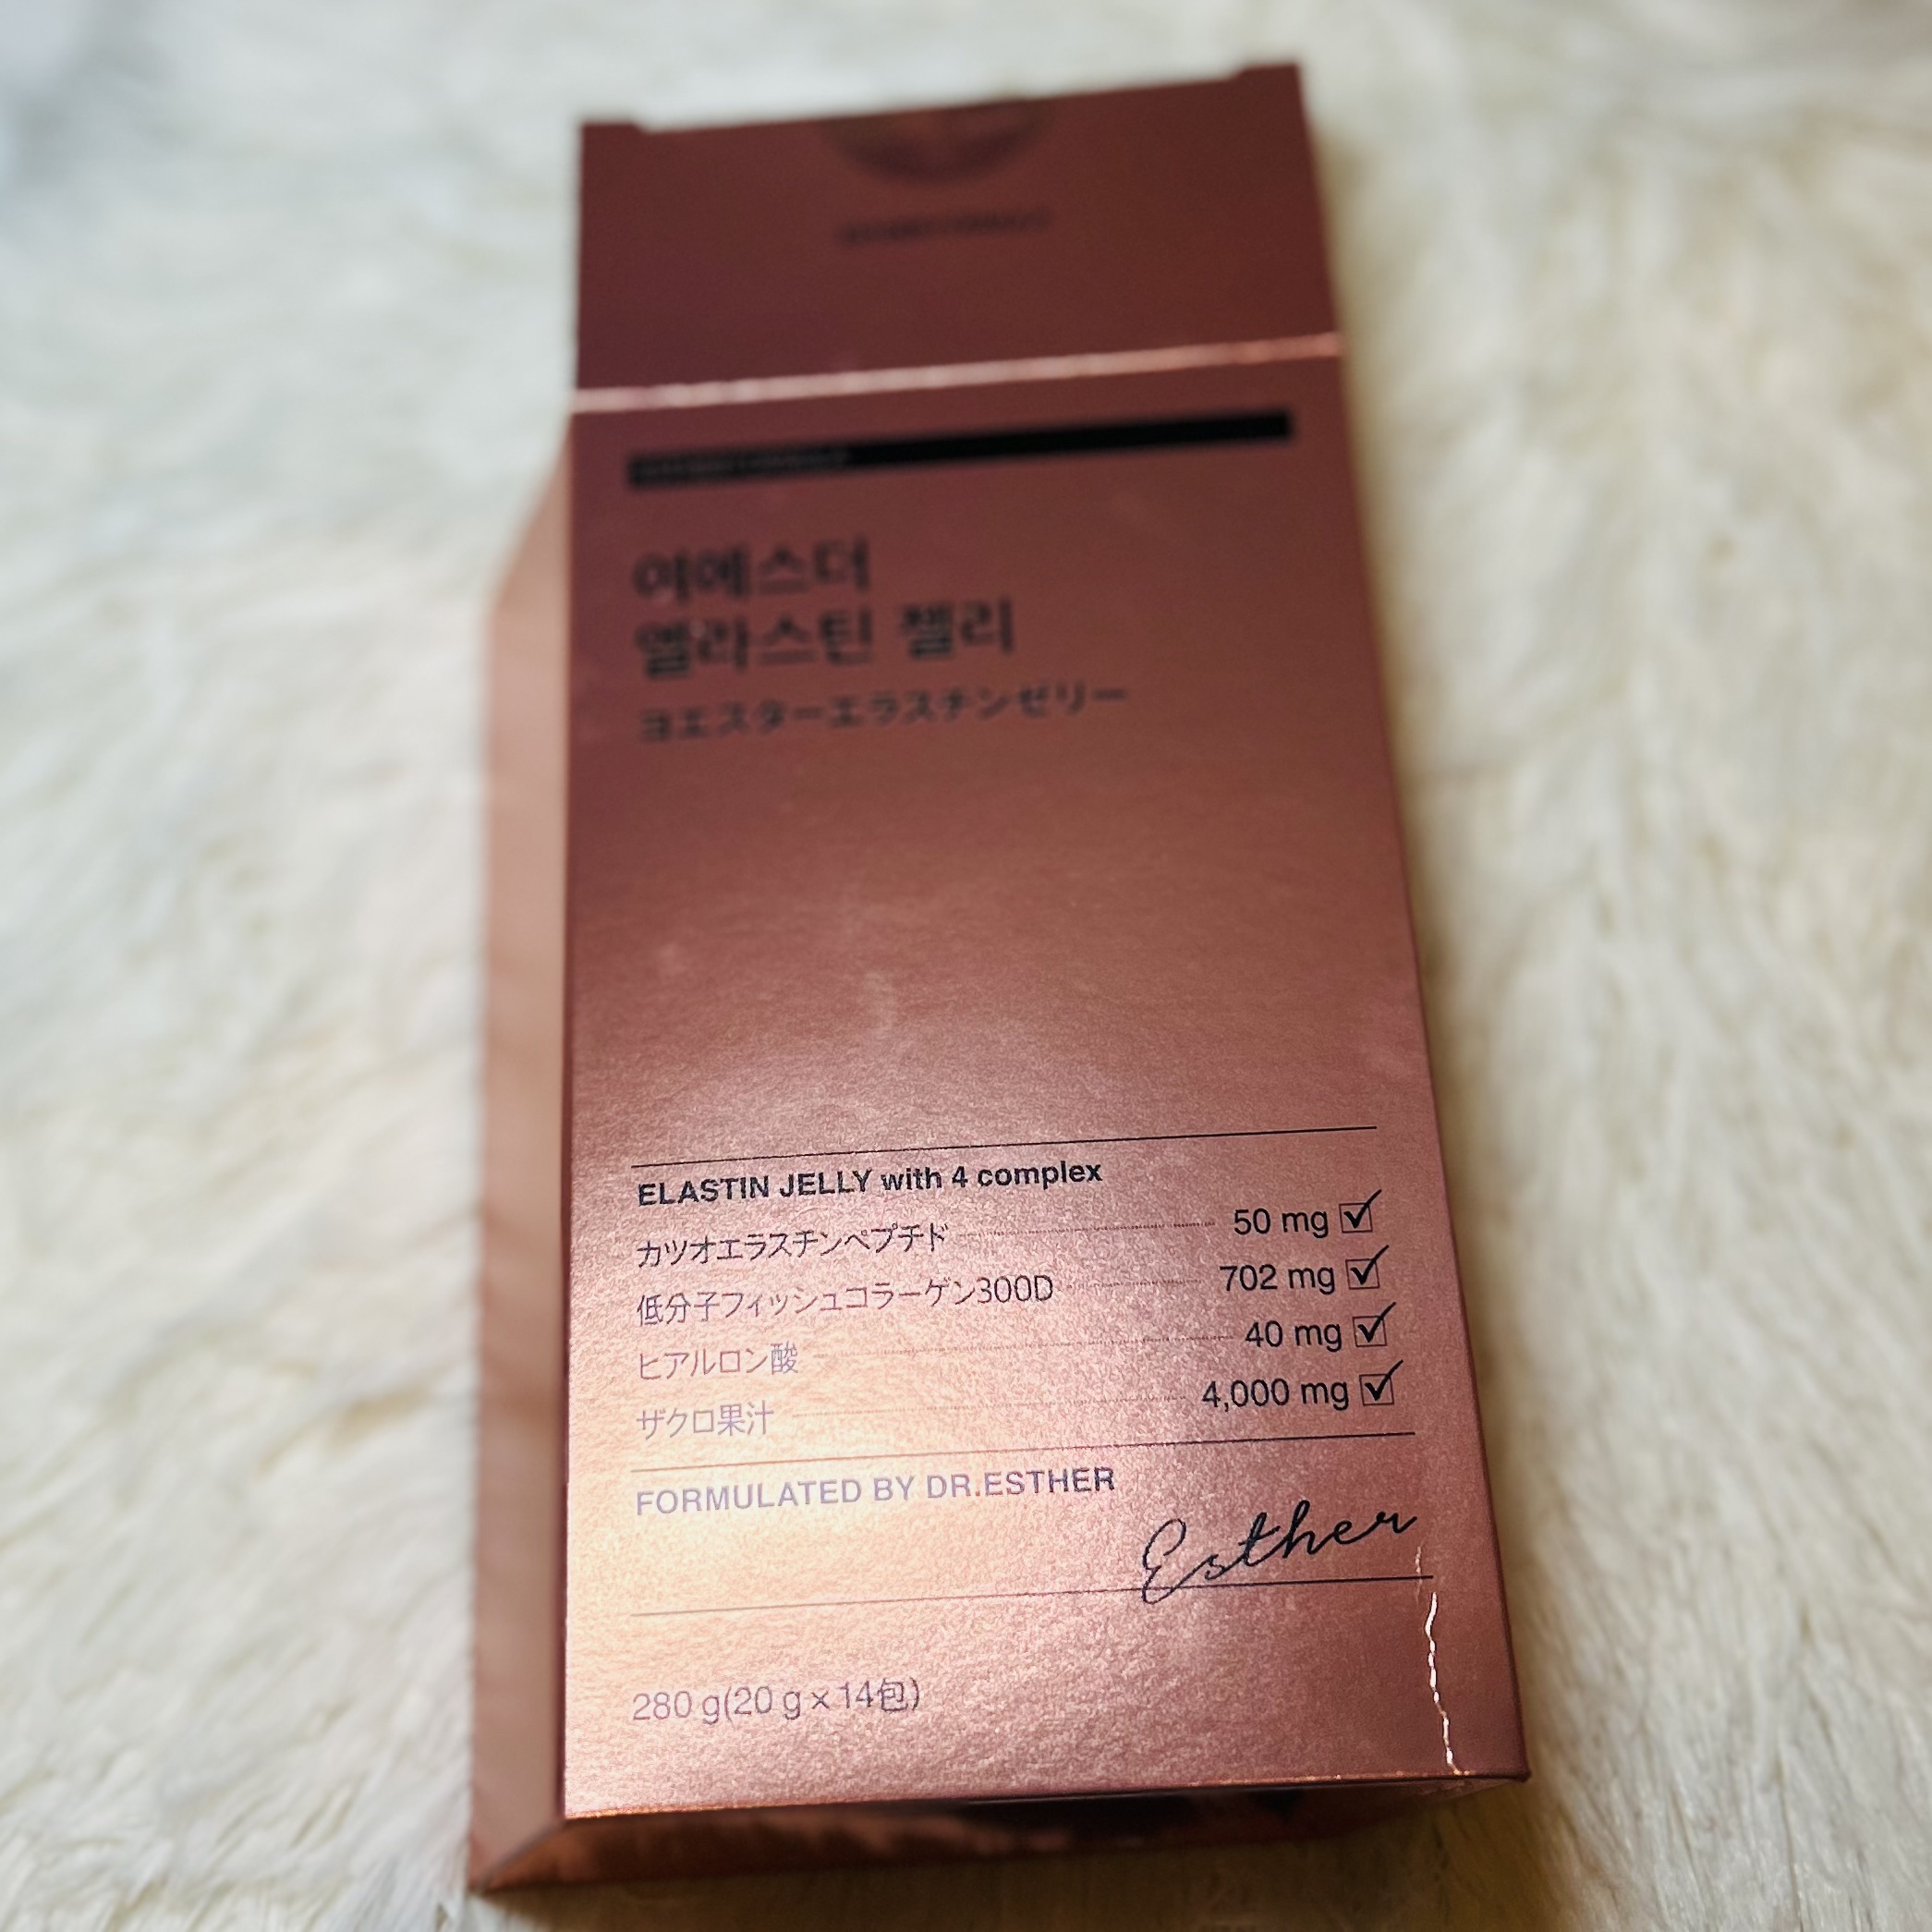 여에스더
엘라스틴 젤리
ヨエスターエラスチンゼリー
ELASTIN JELLY with 4 complex
カツオエラスチンペプチド 50 mg
低分子フィッシュコラーゲン300D 702 mg
ヒアルロン酸 40 mg
ザクロ果汁 4,000 mg
FORMULATED BY DR.ESTHER
Esther
280 g(20 g×14包)